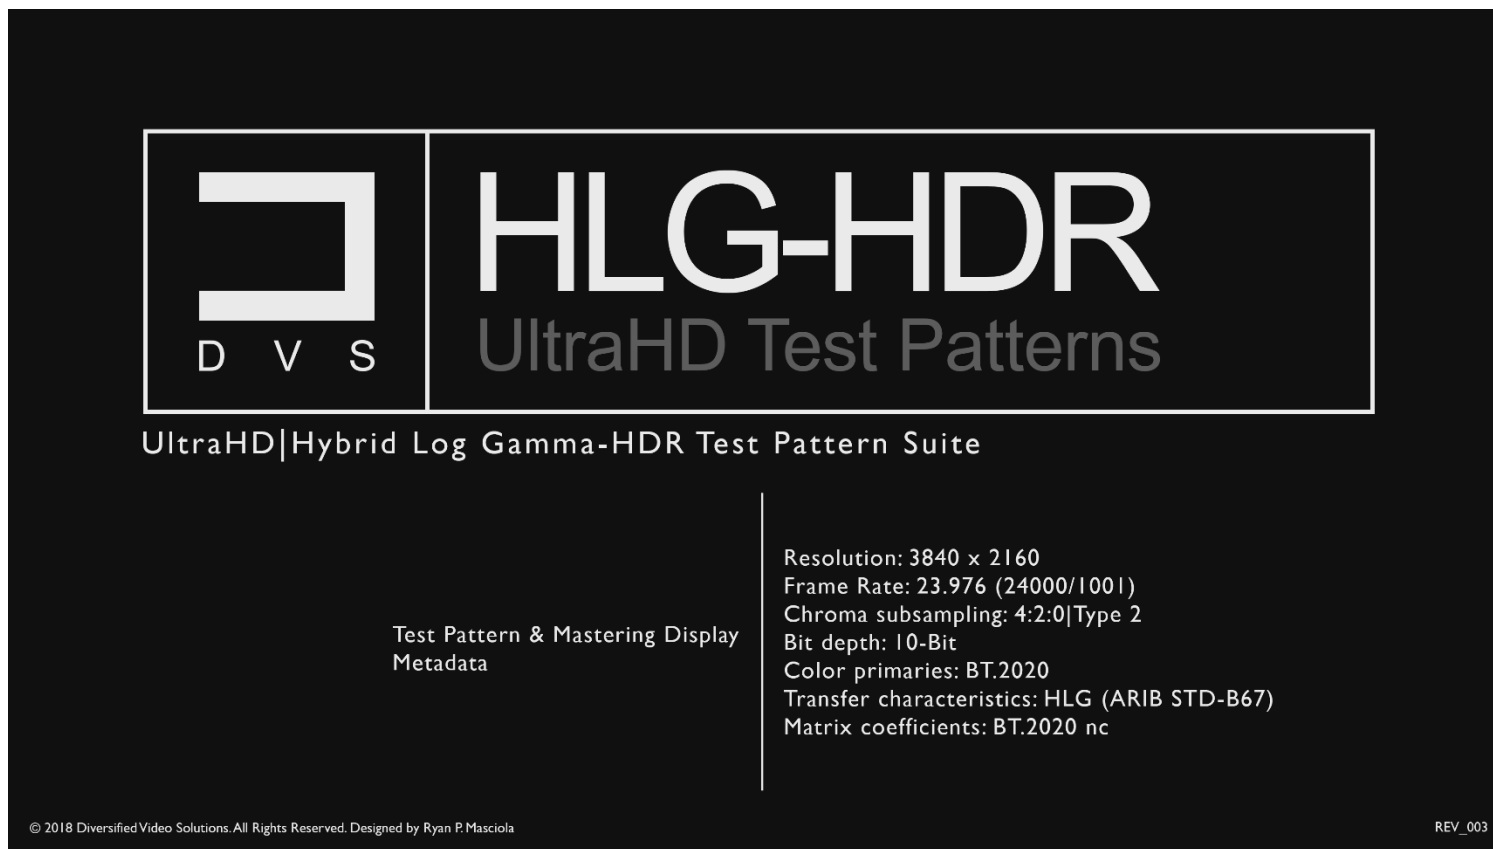 HLG-HDR
UltraHD Test Patterns
D V S
UltraHD|Hybrid Log Gamma-HDR Test Pattern Suite
Test Pattern & Mastering Display
Metadata
Resolution: 3840 x 2160
Frame Rate: 23.976 (24000/1001)
Chroma subsampling: 4:2:0|Type 2
Bit depth: 10-Bit
Color primaries: BT.2020
Transfer characteristics: HLG (ARIB STD-B67)
Matrix coefficients: BT.2020 nc
© 2018 Diversified Video Solutions. All Rights Reserved. Designed by Ryan P. Masciola
REV_003